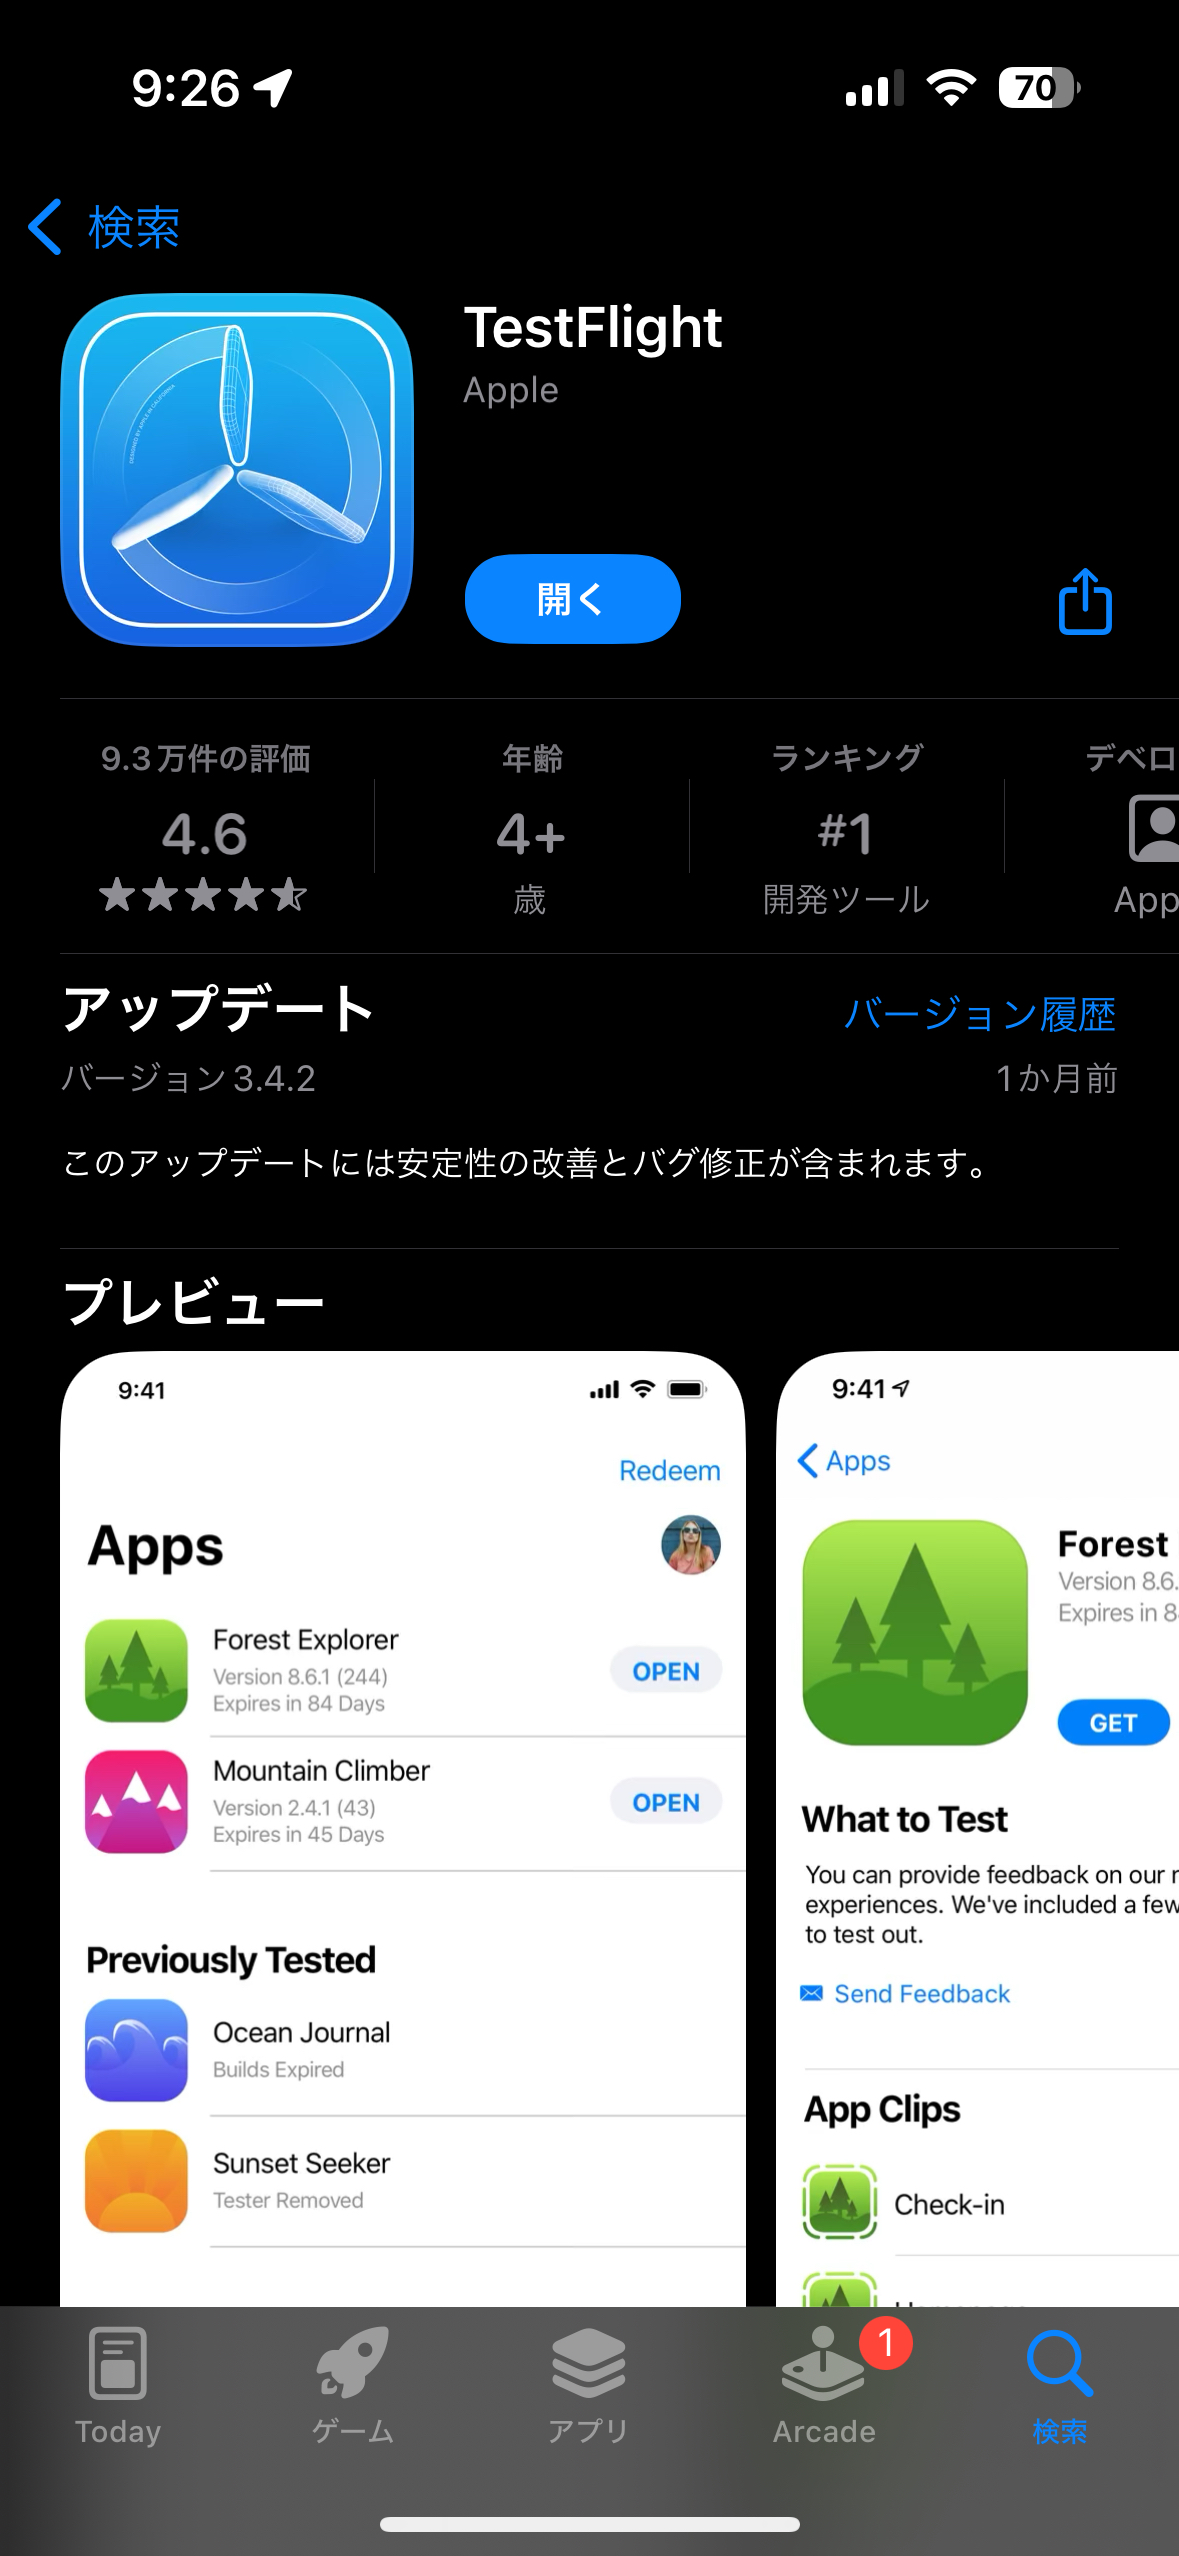 9:26
70
検索
TestFlight
Apple
開く
9.3万件の評価
4.6
年齢
4+
歳
ランキング
#1
開発ツール
デベロ
App
アップデート
バージョン履歴
バージョン3.4.2
1か月前
このアップデートには安定性の改善とバグ修正が含まれます。
プレビュー
9:41
Redeem
Apps
Forest Explorer
Version 8.6.1 (244)
Expires in 84 Days
OPEN
Mountain Climber
Version 2.4.1 (43)
Expires in 45 Days
OPEN
Previously Tested
Ocean Journal
Builds Expired
Sunset Seeker
Tester Removed
9:41
Apps
Forest
Version 8.6.
Expires in 8
GET
What to Test
You can provide feedback on our
experiences. We've included a few
to test out.
Send Feedback
App Clips
Check-in
Today
ゲーム
アプリ
Arcade
1
検索